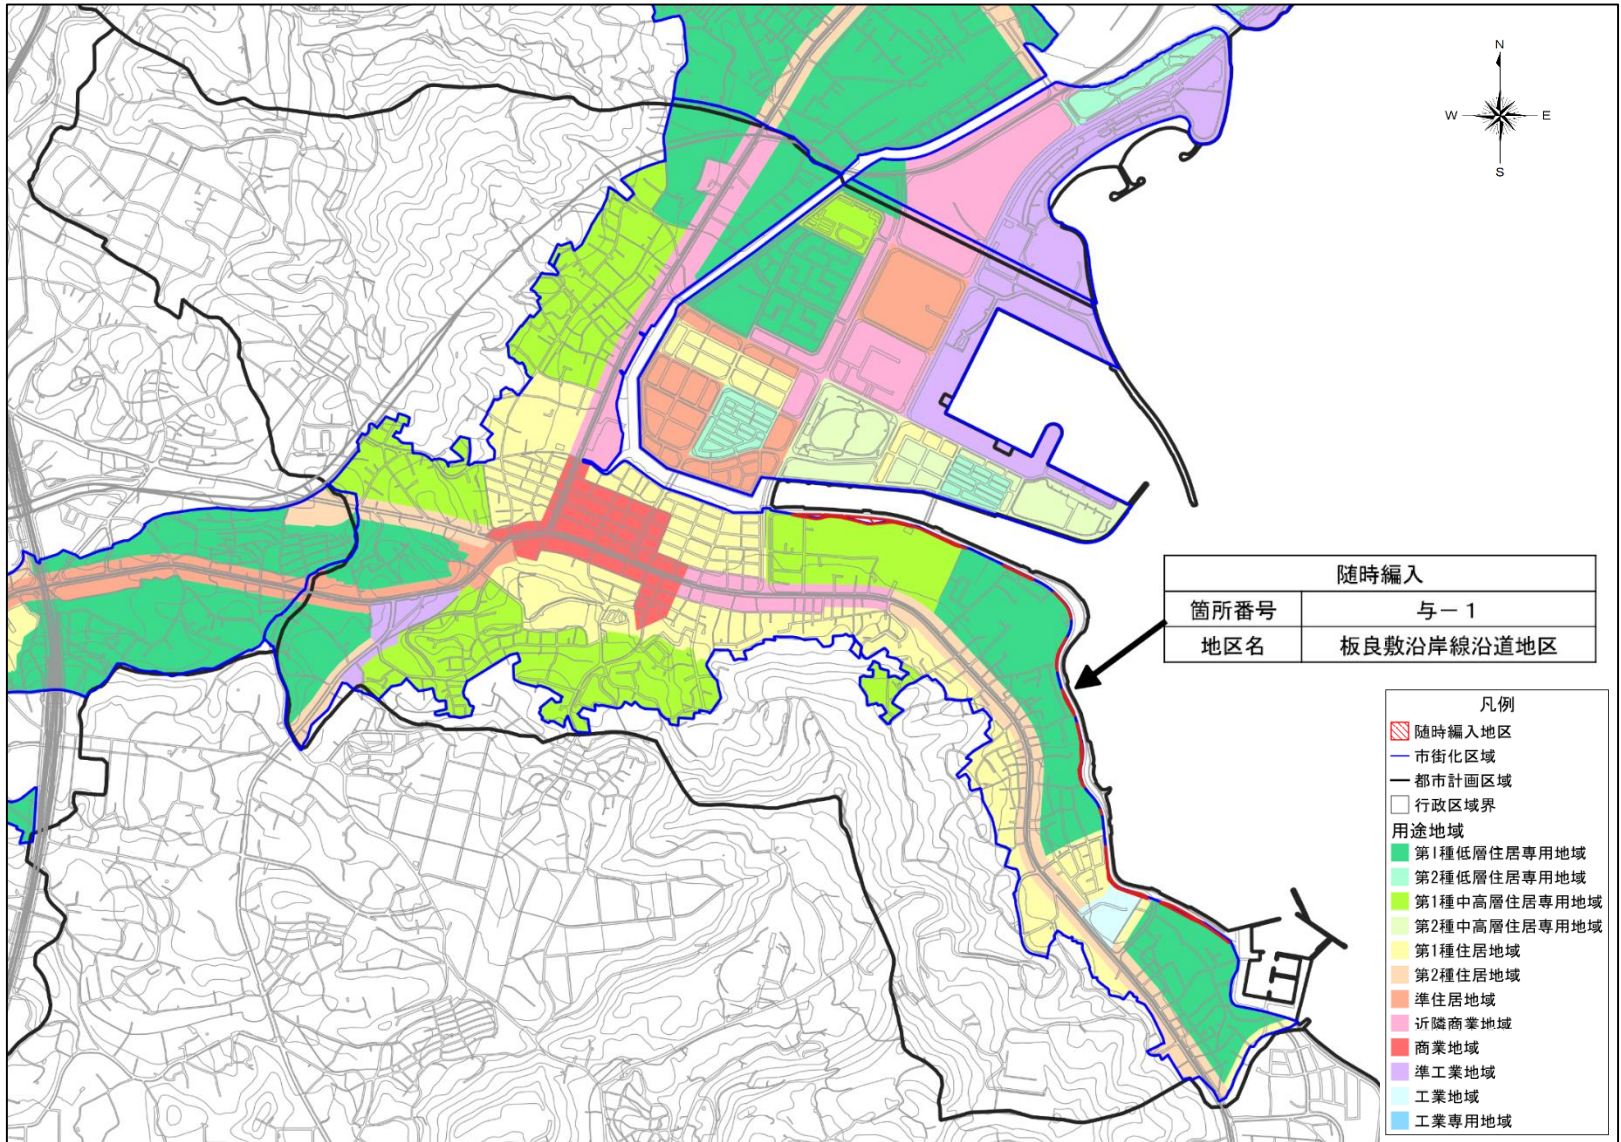 N
W E
S
随時編入
箇所番号 与－１
地区名 板良敷沿岸線沿道地区
凡例
随時編入地区
市街化区域
都市計画区域
行政区域界
用途地域
第1種低層住居専用地域
第2種低層住居専用地域
第1種中高層住居専用地域
第2種中高層住居専用地域
第1種住居地域
第2種住居地域
準住居地域
近隣商業地域
商業地域
準工業地域
工業地域
工業専用地域